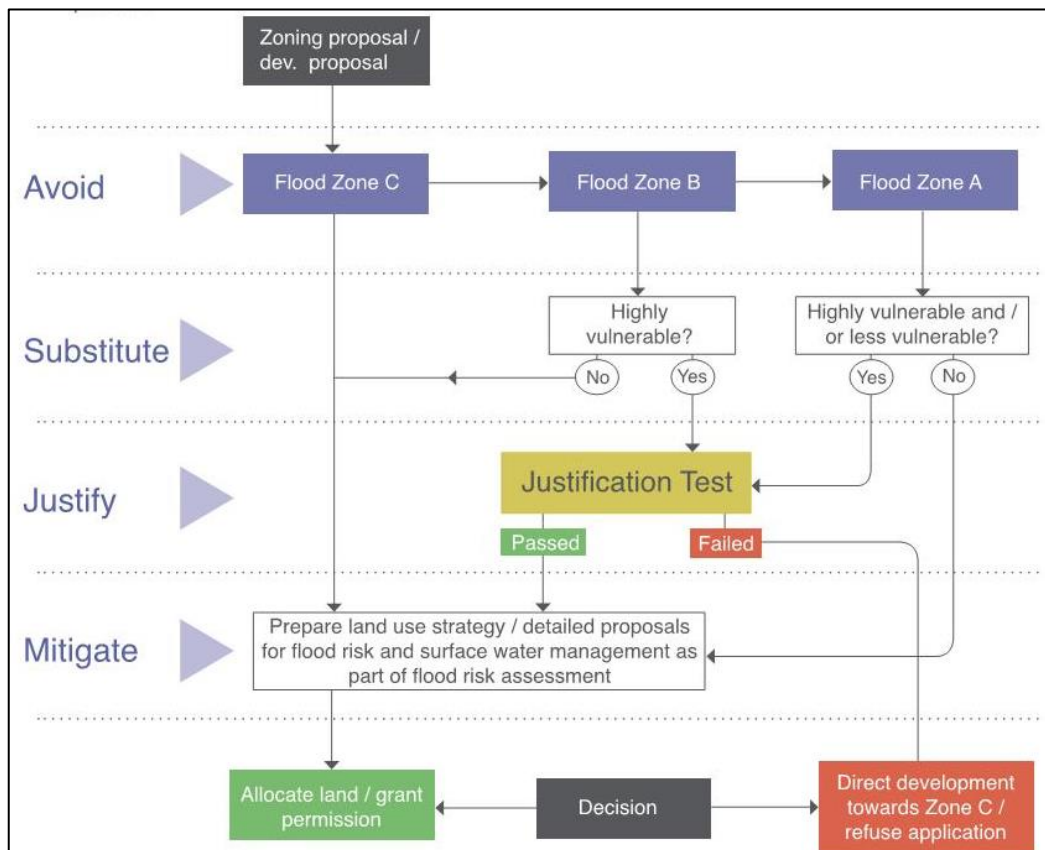 Zoning proposal /
dev. proposal
Avoid
Flood Zone C
Flood Zone B
Flood Zone A
Substitute
Highly
vulnerable?
Highly vulnerable and /
or less vulnerable?
No
Yes
Yes
No
Justify
Justification Test
Passed
Failed
Mitigate
Prepare land use strategy / detailed proposals
for flood risk and surface water management as
part of flood risk assessment
Allocate land / grant
permission
Decision
Direct development
towards Zone C /
refuse application